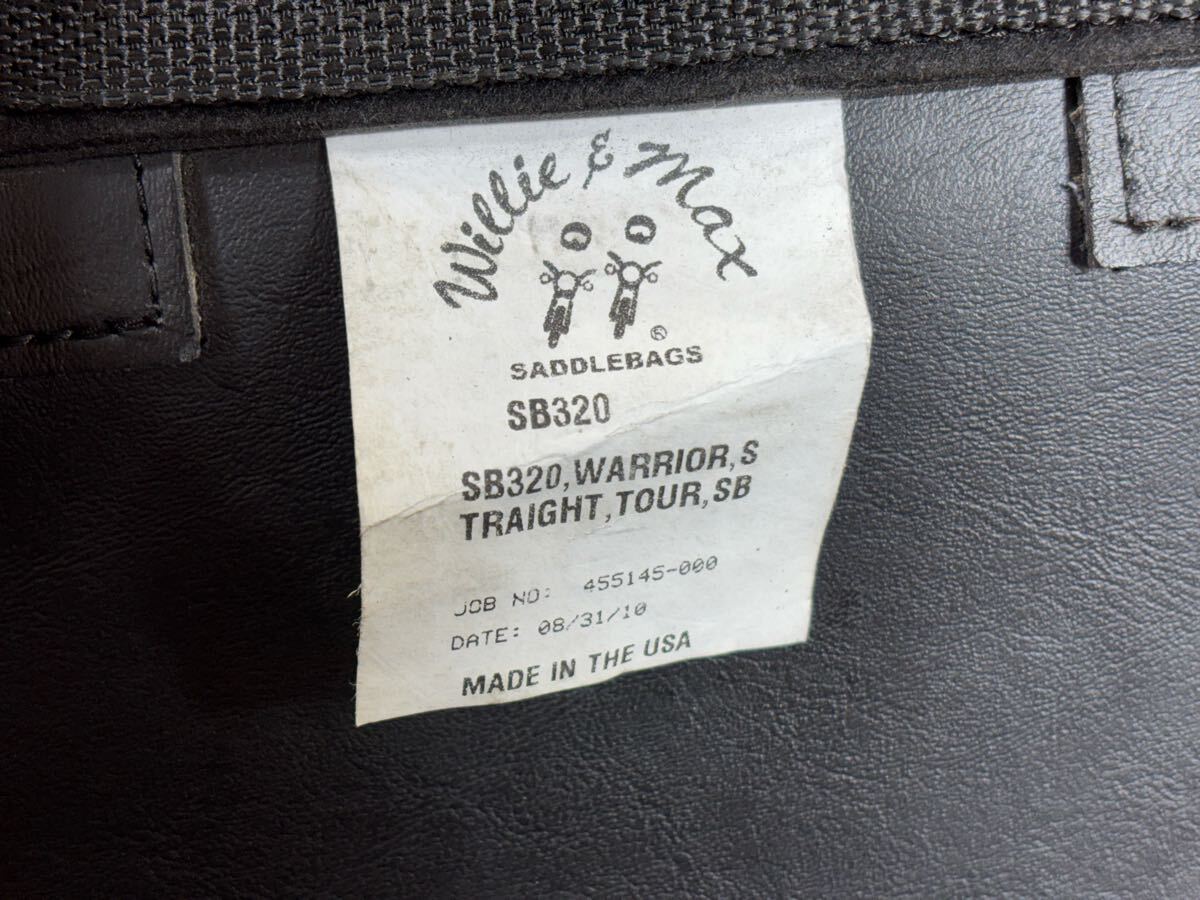 Willie & Max
®
SADDLEBAGS
SB320
SB320,WARRIOR,S
TRAIGHT,TOUR,SB
JOB NO: 455145-000
DATE: 08/31/10
MADE IN THE USA